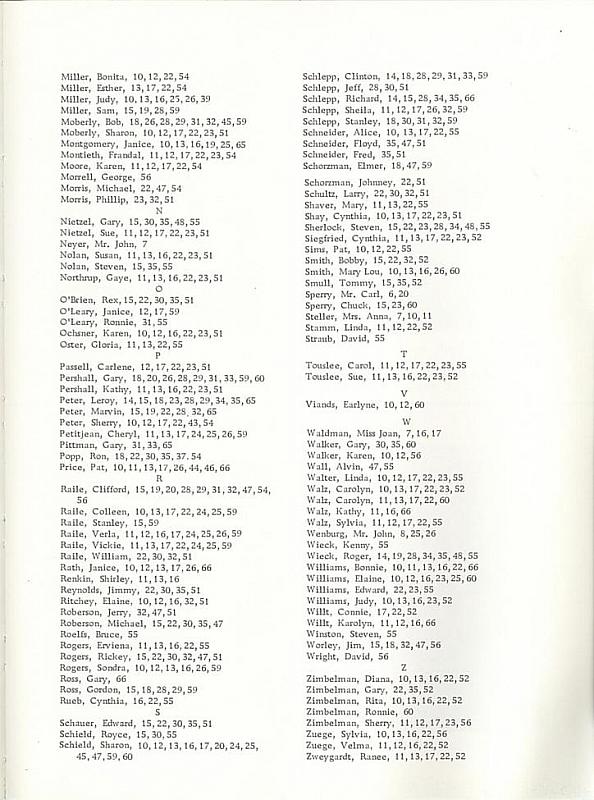 Miller, Bonita, 10,12,22,54
Miller, Esther, 13,17,22,54
Miller, Judy, 10,13,16,25,26,39
Miller, Sam, 15,19,28,59
Moberly, Bob, 18,26,28,29,31,32,45,59
Moberly, Sharon, 10,12,17,22,23,51
Montgomery, Janice, 10,13,16,19,25,65
Montieth, Frandal, 11,12,17,22,23,54
Moore, Karen, 11,12,17,22,54
Morrell, George, 56
Morris, Michael, 22,47,54
Morris, Phillip, 23,32,51
N
Nietzel, Gary, 15,30,35,48,55
Nietzel, Sue, 11,12,17,22,23,51
Neyer, Mr. John, 7
Nolan, Susan, 11,13,16,22,23,51
Nolan, Steven, 15,35,55
Northrup, Gaye, 11,13,16,22,23,51
O
O'Brien, Rex, 15,22,30,35,51
O'Leary, Janice, 12,17,59
O'Leary, Ronnie, 31,55
Ochsner, Karen, 10,12,16,22,23,51
Oster, Gloria, 11,13,22,55
P
Passell, Carlene, 12,17,22,23,51
Pershall, Gary, 18,20,26,28,29,31,33,59,60
Pershall, Kathy, 11,13,16,22,23,51
Peter, Leroy, 14,15,18,23,28,29,34,35,65
Peter, Marvin, 15,19,22,28,32,65
Peter, Sherry, 10,12,17,22,43,54
Petitjean, Cheryl, 11,13,17,24,25,26,59
Pittman, Gary, 31,33,65
Popp, Ron, 18,22,30,35,37,54
Price, Pat, 10,11,13,17,26,44,46,66
R
Raile, Clifford, 15,19,20,28,29,31,32,47,54,
56
Raile, Colleen, 10,13,17,22,24,25,59
Raile, Stanley, 15,59
Raile, Verla, 11,12,16,17,24,25,26,59
Raile, Vickie, 11,13,17,22,24,25,59
Raile, William, 22,30,32,51
Rath, Janice, 10,12,13,17,26,66
Renkin, Shirley, 11,13,16
Reynolds, Jimmy, 22,30,35,51
Ritchey, Elaine, 10,12,16,32,51
Roberson, Jerry, 32,47,51
Roberson, Michael, 15,22,30,35,47
Roelfs, Bruce, 55
Rogers, Erviena, 11,13,16,22,55
Rogers, Rickey, 15,22,30,32,47,51
Rogers, Sondra, 10,12,13,16,26,59
Ross, Gary, 66
Ross, Gordon, 15,18,28,29,59
Rueb, Cynthia, 16,22,55
S
Schauer, Edward, 15,22,30,35,51
Schield, Royce, 15,30,55
Schield, Sharon, 10,12,13,16,17,20,24,25,
45,47,59,60
Schlepp, Clinton, 14,18,28,29,31,33,59
Schlepp, Jeff, 28,30,51
Schlepp, Richard, 14,15,28,34,35,66
Schlepp, Sheila, 11,12,17,26,32,59
Schlepp, Stanley, 18,30,31,32,59
Schneider, Alice, 10,13,17,22,55
Schneider, Floyd, 35,47,51
Schneider, Fred, 35,51
Schorzman, Elmer, 18,47,59
Schorzman, Johnney, 22,51
Schultz, Larry, 22,30,32,51
Shaver, Mary, 11,13,22,55
Shay, Cynthia, 10,13,17,22,23,51
Sherlock, Steven, 15,22,23,28,34,48,55
Siegfried, Cynthia, 11,13,17,22,23,52
Sims, Pat, 10,12,22,55
Smith, Bobby, 15,22,32,52
Smith, Mary Lou, 10,13,16,26,60
Smull, Tommy, 15,35,52
Sperry, Mr. Carl, 6,20
Sperry, Chuck, 15,23,60
Steller, Mrs. Anna, 7,10,11
Stamm, Linda, 11,12,22,52
Straub, David, 55
T
Touslee, Carol, 11,12,17,22,23,55
Touslee, Sue, 11,13,16,22,23,52
V
Viands, Earlyne, 10,12,60
W
Waldman, Miss Joan, 7,16,17
Walker, Gary, 30,35,60
Walker, Karen, 10,12,56
Wall, Alvin, 47,55
Walter, Linda, 10,12,17,22,23,55
Walz, Carolyn, 10,13,17,22,23,52
Walz, Carolyn, 11,13,17,22,60
Walz, Kathy, 11,16,66
Walz, Sylvia, 11,12,17,22,55
Wenburg, Mr. John, 8,25,26
Wieck, Kenny, 55
Wieck, Roger, 14,19,28,34,35,48,55
Williams, Bonnie, 10,11,13,16,22,66
Williams, Elaine, 10,12,16,23,25,60
Williams, Edward, 22,23,55
Williams, Judy, 10,13,16,23,52
Willt, Connie, 17,22,52
Willt, Karolyn, 11,12,16,66
Winston, Steven, 55
Worley, Jim, 15,18,32,47,56
Wright, David, 56
Z
Zimbelman, Diana, 10,13,16,22,52
Zimbelman, Gary, 22,35,52
Zimbelman, Rita, 10,13,16,22,52
Zimbelman, Ronnie, 60
Zimbelman, Sherry, 11,12,17,23,56
Zuege, Sylvia, 10,13,16,22,56
Zuege, Velma, 11,12,16,22,52
Zweygardt, Ranee, 11,13,17,22,52